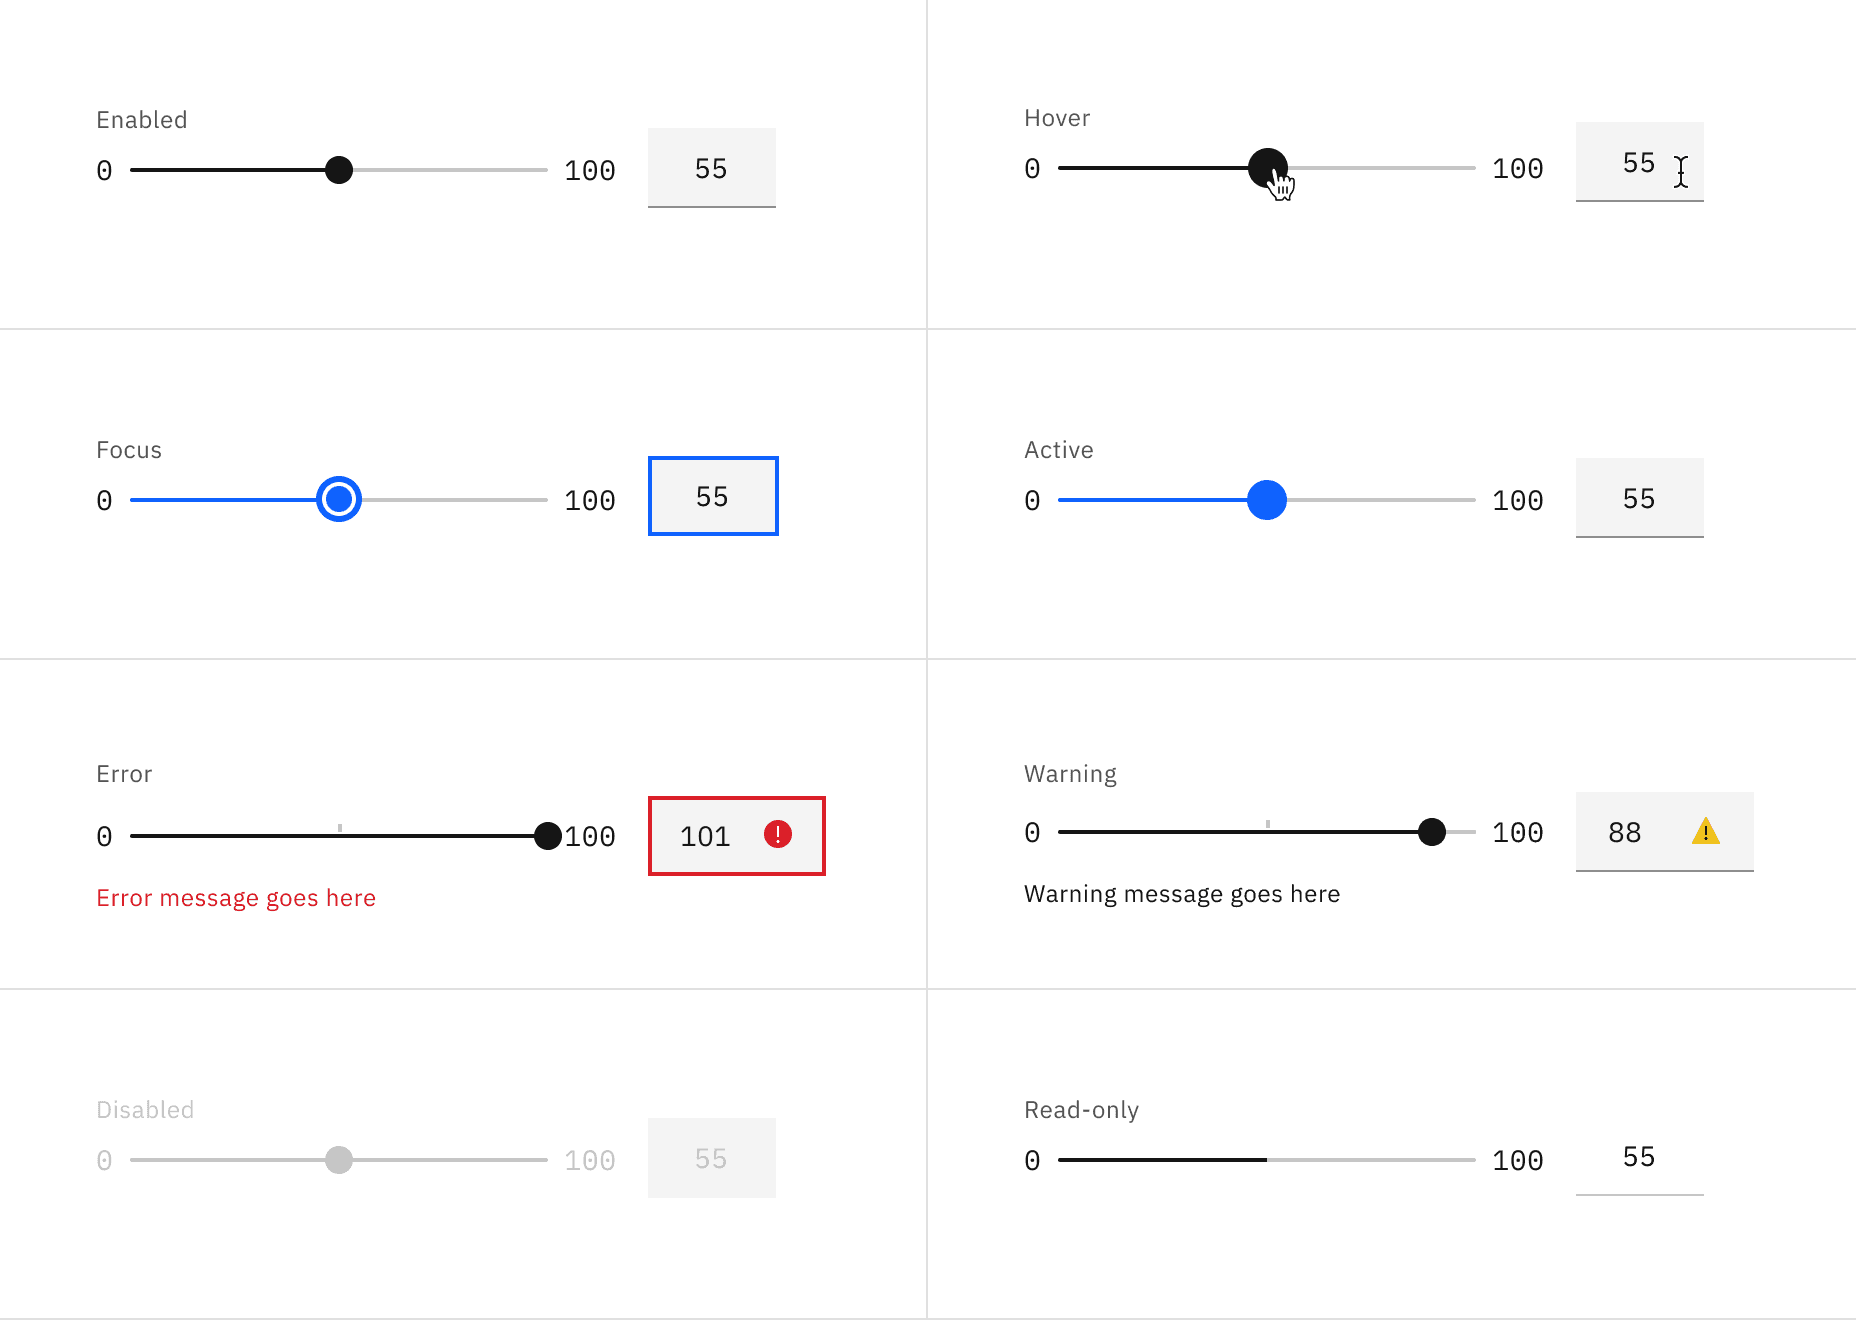 Enabled
0 100 55
Hover
0 100 55
Focus
0 100 55
Active
0 100 55
Error
0 100 101
Error message goes here
Warning
0 100 88
Warning message goes here
Disabled
0 100 55
Read-only
0 100 55